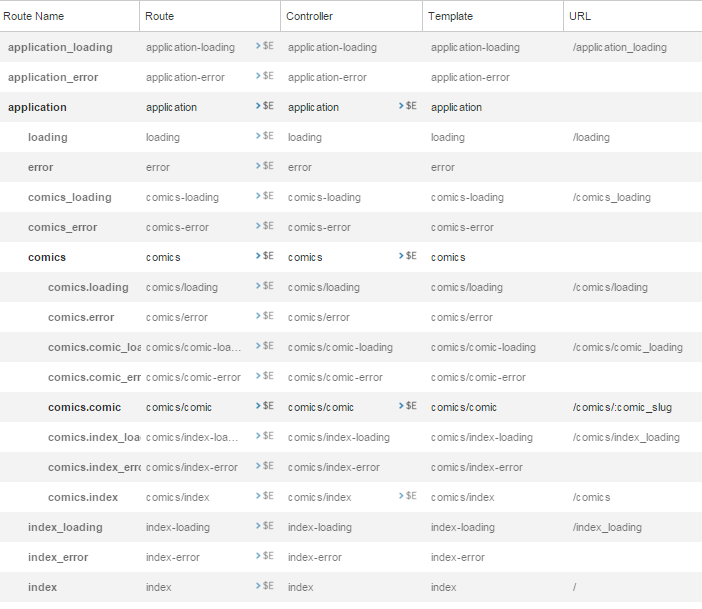 Route Name Route Controller Template URL
application_loading application-loading >$E application-loading application-loading /application_loading
application_error application-error >$E application-error application-error
application application >$E application >$E application
loading loading >$E loading loading /loading
error error >$E error error
comics_loading comics-loading >$E comics-loading comics-loading /comics_loading
comics_error comics-error >$E comics-error comics-error
comics comics >$E comics >$E comics
comics.loading comics/loading >$E comics/loading comics/loading /comics/loading
comics.error comics/error >$E comics/error comics/error
comics.comic_loa comics/comic-loa... >$E comics/comic-loading comics/comic-loading /comics/comic_loading
comics.comic_err comics/comic-error >$E comics/comic-error comics/comic-error
comics.comic comics/comic >$E comics/comic >$E comics/comic /comics/:comic_slug
comics.index_loa comics/index-loa... >$E comics/index-loading comics/index-loading /comics/index_loading
comics.index_erro comics/index-error >$E comics/index-error comics/index-error
comics.index comics/index >$E comics/index >$E comics/index /comics
index_loading index-loading >$E index-loading index-loading /index_loading
index_error index-error >$E index-error index-error
index index >$E index index /